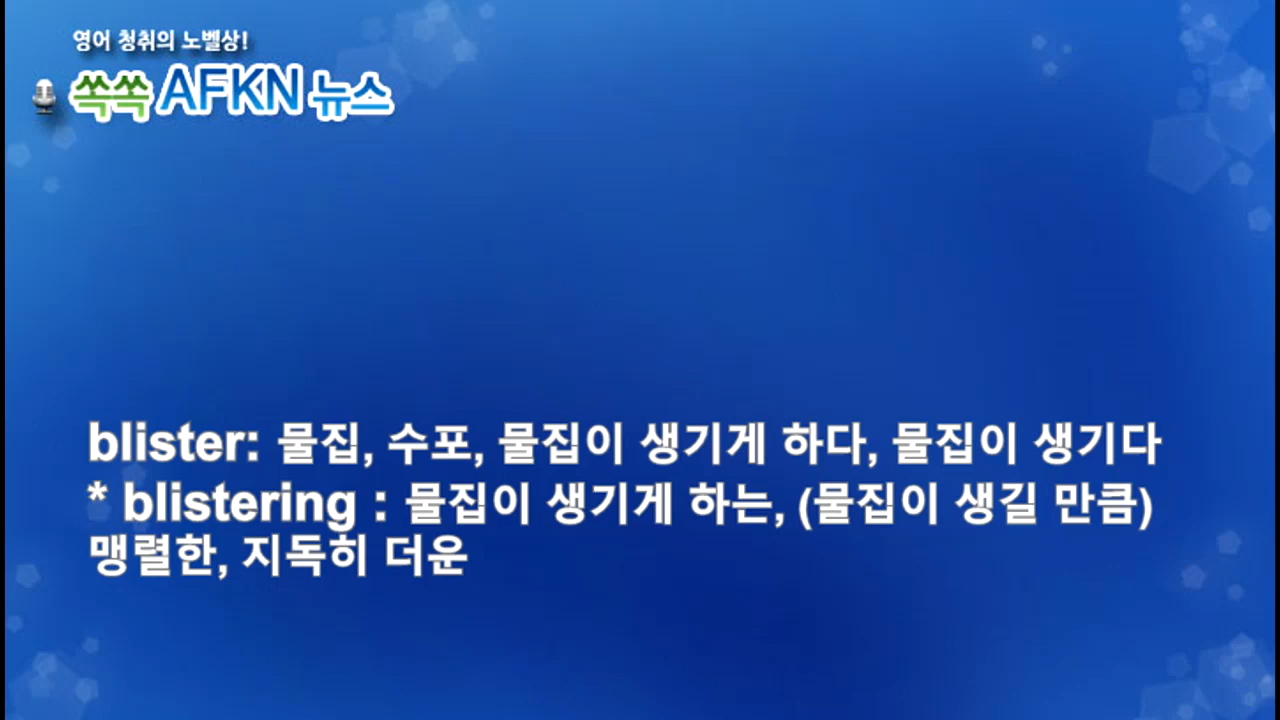 영어 청취의 노벨상!
쏙쏙 AFKN 뉴스
blister: 물집, 수포, 물집이 생기게 하다, 물집이 생기다
* blistering : 물집이 생기게 하는, (물집이 생길 만큼)
맹렬한, 지독히 더운